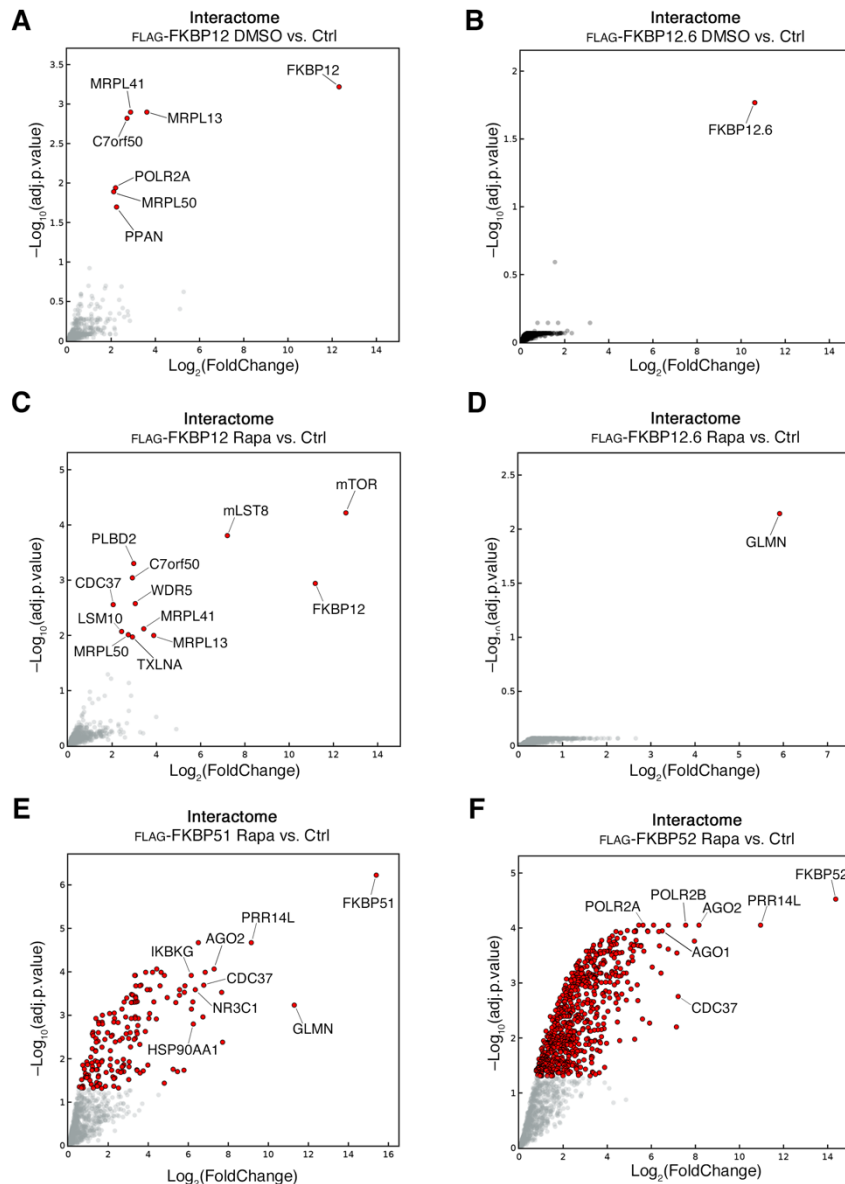 A
Interactome
FLAG-FKBP12 DMSO vs. Ctrl
−Log10(adj.p.value)
3.5
3
2.5
2
1.5
1
0.5
0
MRPL41
FKBP12
MRPL13
C7orf50
POLR2A
MRPL50
PPAN
0 2 4 6 8 10 12 14
Log2(FoldChange)
B
Interactome
FLAG-FKBP12.6 DMSO vs. Ctrl
−Log10(adj.p.value)
2
1.5
1
0.5
0
FKBP12.6
0 2 4 6 8 10 12 14
Log2(FoldChange)
C
Interactome
FLAG-FKBP12 Rapa vs. Ctrl
−Log10(adj.p.value)
5
4
3
2
1
0
mTOR
mLST8
PLBD2
C7orf50
CDC37
WDR5
FKBP12
LSM10
MRPL41
MRPL50
MRPL13
TXLNA
0 2 4 6 8 10 12 14
Log2(FoldChange)
D
Interactome
FLAG-FKBP12.6 Rapa vs. Ctrl
−Log10(adj.p.value)
2.5
2
1.5
1
0.5
0
GLMN
0 1 2 3 4 5 6 7
Log2(FoldChange)
E
Interactome
FLAG-FKBP51 Rapa vs. Ctrl
−Log10(adj.p.value)
6
5
4
3
2
1
0
FKBP51
PRR14L
AGO2
IKBKG
CDC37
NR3C1
GLMN
HSP90AA1
0 2 4 6 8 10 12 14 16
Log2(FoldChange)
F
Interactome
FLAG-FKBP52 Rapa vs. Ctrl
−Log10(adj.p.value)
5
4
3
2
1
0
FKBP52
POLR2B
POLR2A
AGO2
PRR14L
AGO1
CDC37
0 2 4 6 8 10 12 14
Log2(FoldChange)